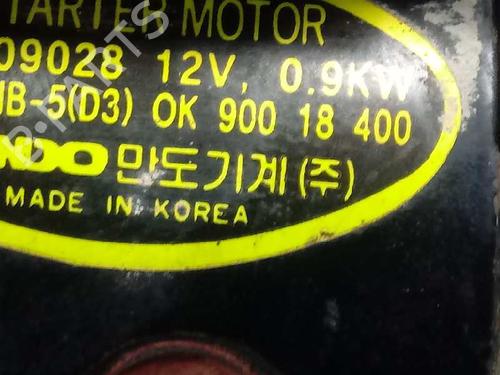 TARTER MOTOR
09028 12V, 0.9KW
JB-5(D3) OK 900 18 400
NDO 만도기계(주)
MADE IN KOREA